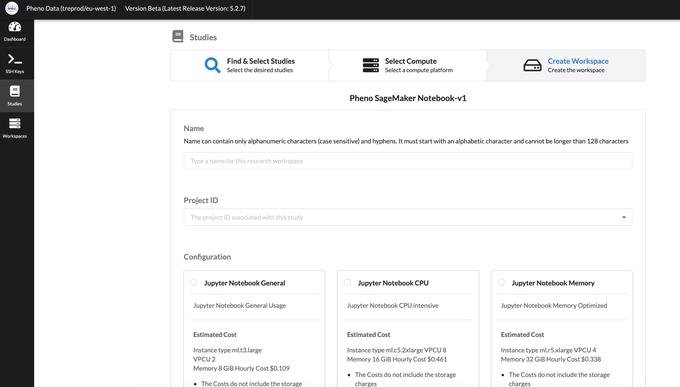 Pheno Data (treprod/eu-west-1) Version Beta (Latest Release Version: 5.2.7)
Dashboard
SSH Keys
Studies
Workspaces
Studies
Find & Select Studies
Select the desired studies
Select Compute
Select a compute platform
Create Workspace
Create the workspace
Pheno SageMaker Notebook-v1
Name
Name can contain only alphanumeric characters (case sensitive) and hyphens. It must start with an alphabetic character and cannot be longer than 128 characters
Type a name for this research workspace
Project ID
The project ID associated with this study
Configuration
Jupyter Notebook General
Jupyter Notebook General Usage
Estimated Cost
Instance type ml.t3.large
VPCU 2
Memory 8 GiB Hourly Cost $0.109
The Costs do not include the storage
Jupyter Notebook CPU
Jupyter Notebook CPU intensive
Estimated Cost
Instance type ml.c5.2xlarge VPCU 8
Memory 16 GiB Hourly Cost $0.461
The Costs do not include the storage
charges
Jupyter Notebook Memory
Jupyter Notebook Memory Optimized
Estimated Cost
Instance type ml.r5.xlarge VPCU 4
Memory 32 GiB Hourly Cost $0.338
The Costs do not include the storage
charges